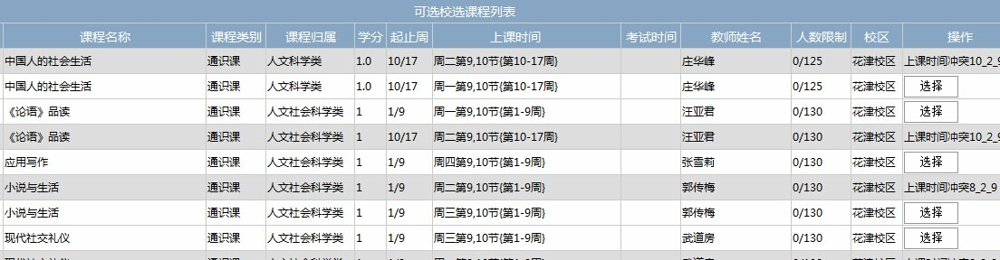 可选校选课程列表
课程名称 课程类别 课程归属 学分 起止周 上课时间 考试时间 教师姓名 人数限制 校区 操作
中国人的社会生活 通识课 人文科学类 1.0 10/17 周二第9,10节{第10-17周} 庄华峰 0/125 花津校区 上课时间冲突10_2_9
中国人的社会生活 通识课 人文科学类 1.0 10/17 周一第9,10节{第10-17周} 庄华峰 0/125 花津校区 选择
《论语》品读 通识课 人文社会科学类 1 1/9 周一第9,10节{第1-9周} 汪亚君 0/130 花津校区 选择
《论语》品读 通识课 人文社会科学类 1 10/17 周二第9,10节{第10-17周} 汪亚君 0/130 花津校区 上课时间冲突10_2_9
应用写作 通识课 人文社会科学类 1 1/9 周四第9,10节{第1-9周} 张雪莉 0/130 花津校区 选择
小说与生活 通识课 人文社会科学类 1 1/9 周二第9,10节{第1-9周} 郭传梅 0/130 花津校区 上课时间冲突8_2_9
小说与生活 通识课 人文社会科学类 1 1/9 周三第9,10节{第1-9周} 郭传梅 0/130 花津校区 选择
现代社交礼仪 通识课 人文社会科学类 1 1/9 周三第9,10节{第1-9周} 武道房 0/130 花津校区 选择